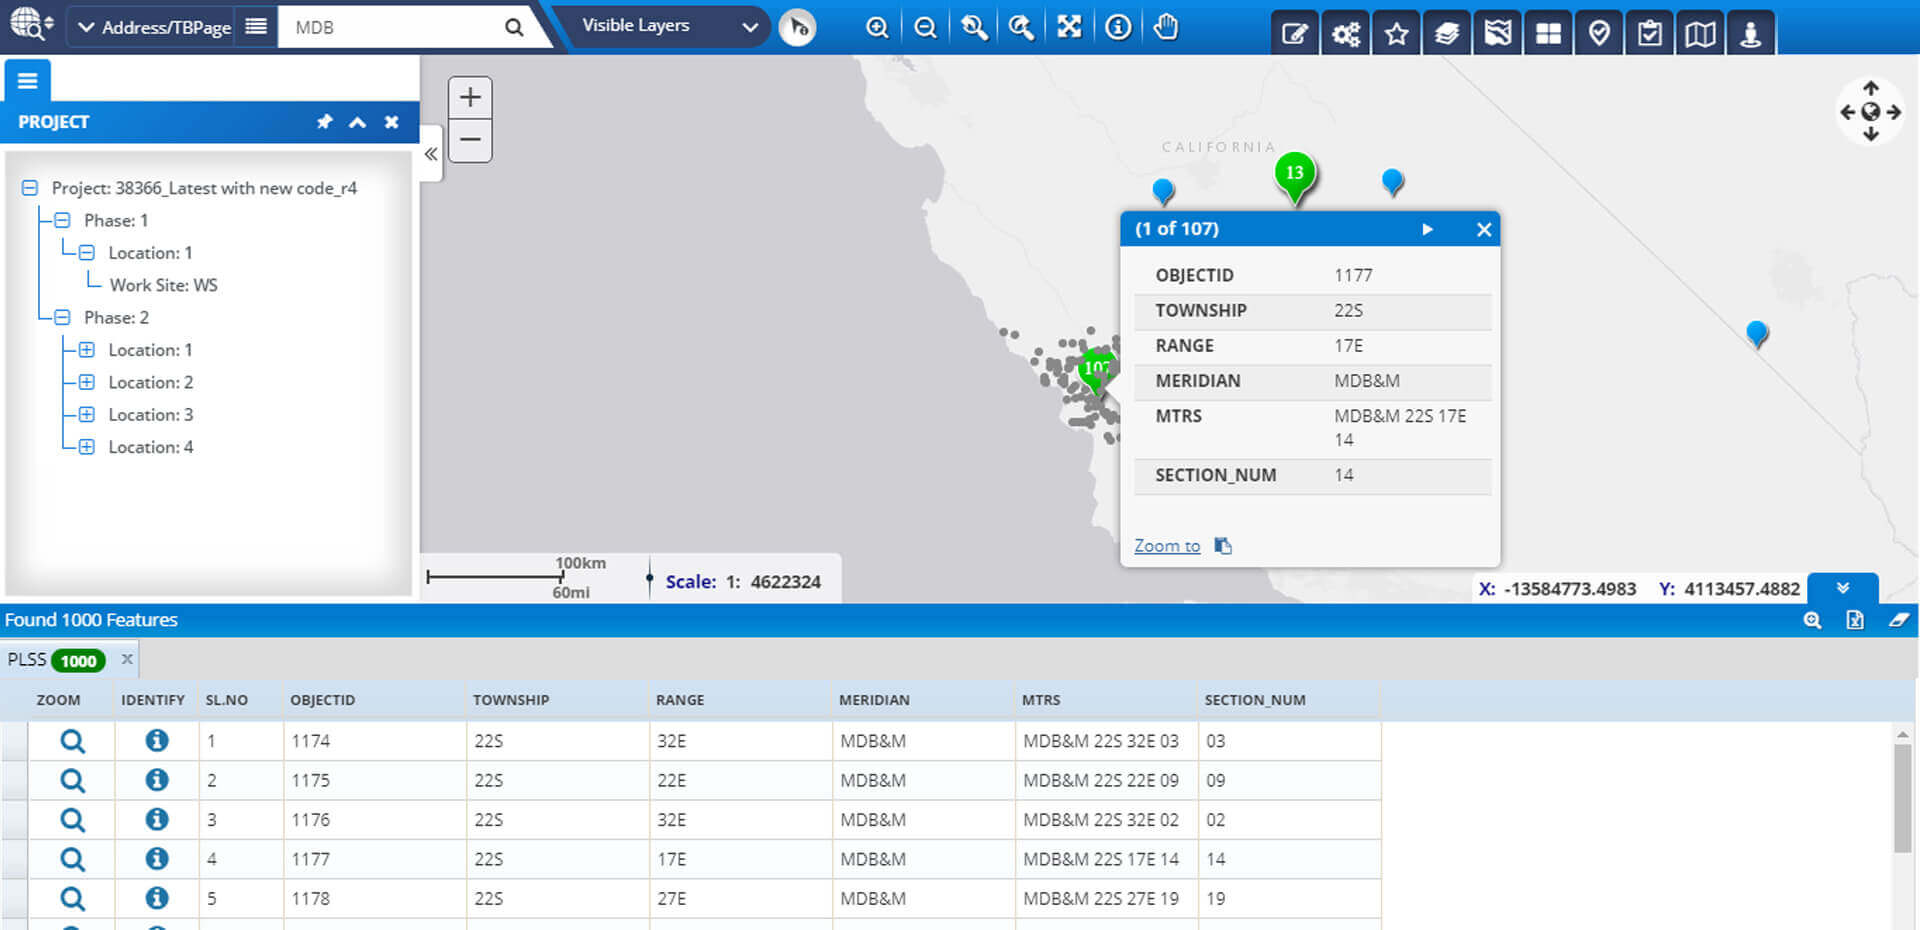 Address/TBPage
MDB
Visible Layers
PROJECT
Project: 38366_Latest with new code_r4
Phase: 1
Location: 1
Work Site: WS
Phase: 2
Location: 1
Location: 2
Location: 3
Location: 4
CALIFORNIA
13
107
(1 of 107)
OBJECTID 1177
TOWNSHIP 22S
RANGE 17E
MERIDIAN MDB&M
MTRS MDB&M 22S 17E
14
SECTION_NUM 14
Zoom to
100km
60mi
Scale: 1: 4622324
X: -13584773.4983 Y: 4113457.4882
Found 1000 Features
PLSS 1000
ZOOM IDENTIFY SL.NO OBJECTID TOWNSHIP RANGE MERIDIAN MTRS SECTION_NUM
1 1174 22S 32E MDB&M MDB&M 22S 32E 03 03
2 1175 22S 22E MDB&M MDB&M 22S 22E 09 09
3 1176 22S 32E MDB&M MDB&M 22S 32E 02 02
4 1177 22S 17E MDB&M MDB&M 22S 17E 14 14
5 1178 22S 27E MDB&M MDB&M 22S 27E 19 19